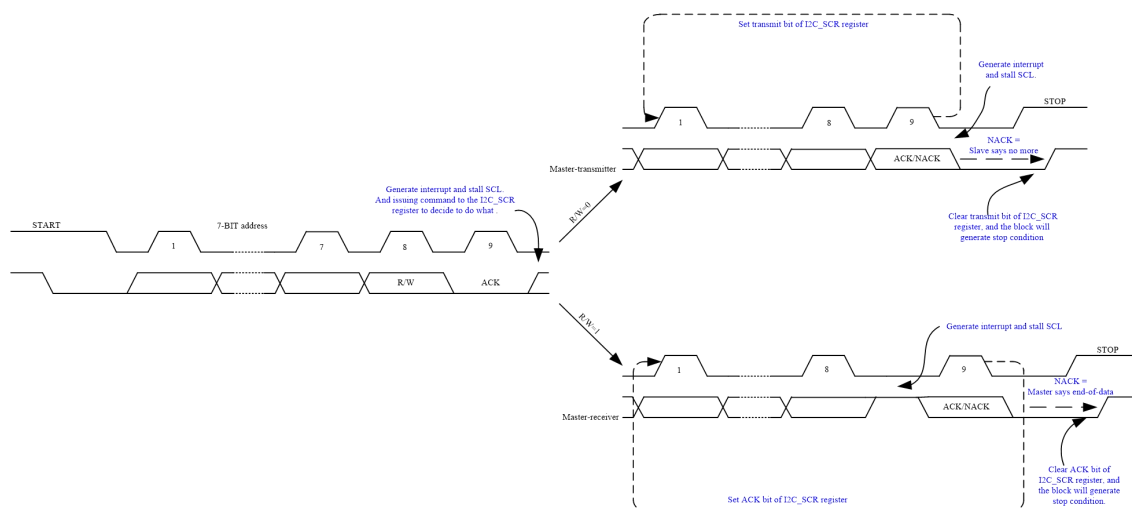 Set transmit bit of I2C_SCR register
Generate interrupt
and stall SCL.
STOP
1
8
9
NACK =
Slave says no more
ACK/NACK
Master-transmitter
Generate interrupt and stall SCL.
And issuing command to the I2C_SCR
register to decide to do what .
R/W=0
Clear transmit bit of I2C_SCR
register, and the block will
generate stop condition
START
7-BIT address
1
7
8
9
R/W
ACK
R/W=1
Generate interrupt and stall SCL
STOP
1
8
9
NACK =
Master says end-of-data
ACK/NACK
Master-receiver
Clear ACK bit of
I2C_SCR register, and
the block will generate
stop condition.
Set ACK bit of I2C_SCR register